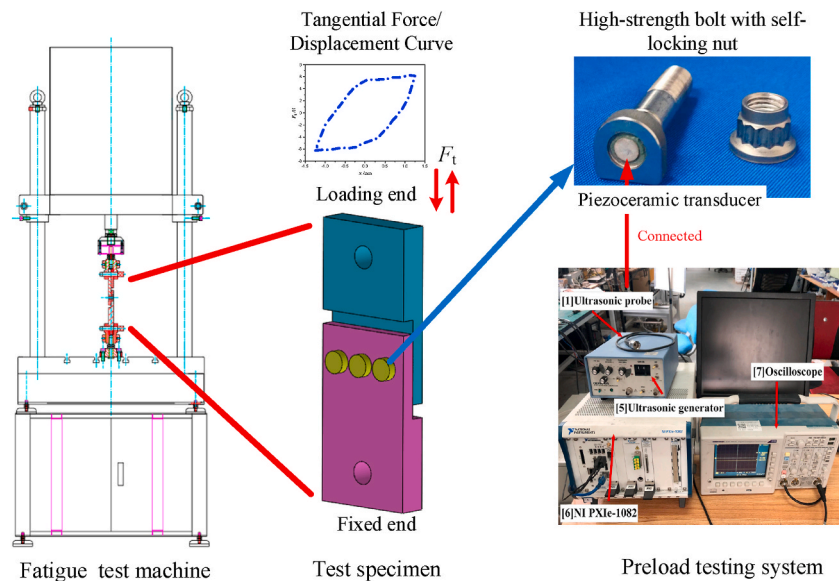 Tangential Force/
Displacement Curve
F_t
Loading end
Fixed end
Fatigue test machine
Test specimen
High-strength bolt with self-
locking nut
Piezoceramic transducer
Connected
[1]Ultrasonic probe
[7]Oscilloscope
[5]Ultrasonic generator
[6]NI PXIe-1082
Preload testing system